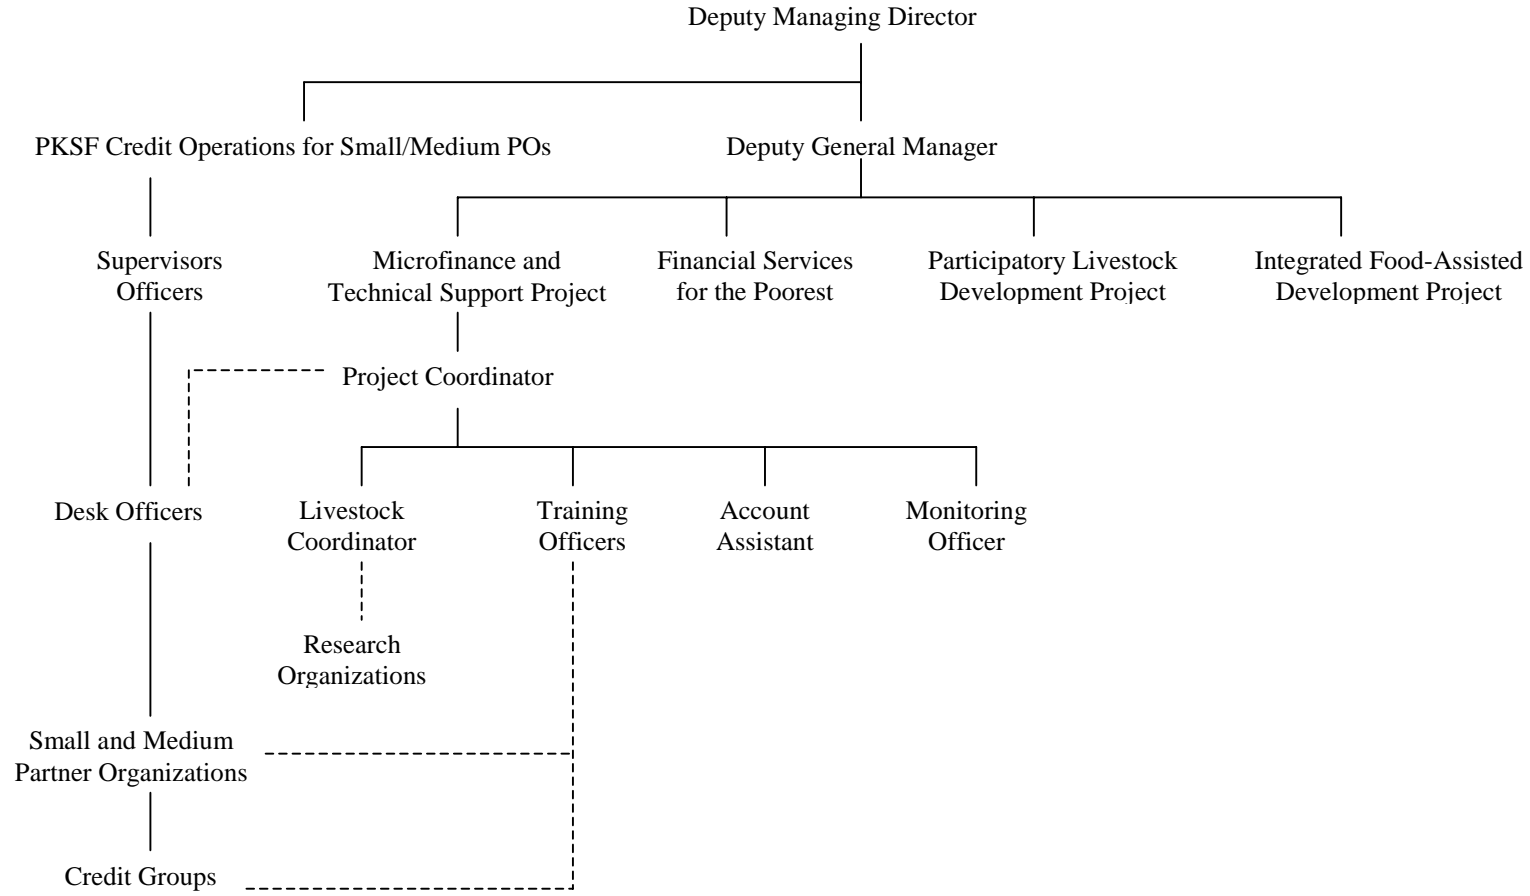 Deputy Managing Director
PKSF Credit Operations for Small/Medium POs
Deputy General Manager
Supervisors
Officers
Microfinance and
Technical Support Project
Financial Services
for the Poorest
Participatory Livestock
Development Project
Integrated Food-Assisted
Development Project
Project Coordinator
Desk Officers
Livestock
Coordinator
Training
Officers
Account
Assistant
Monitoring
Officer
Research
Organizations
Small and Medium
Partner Organizations
Credit Groups